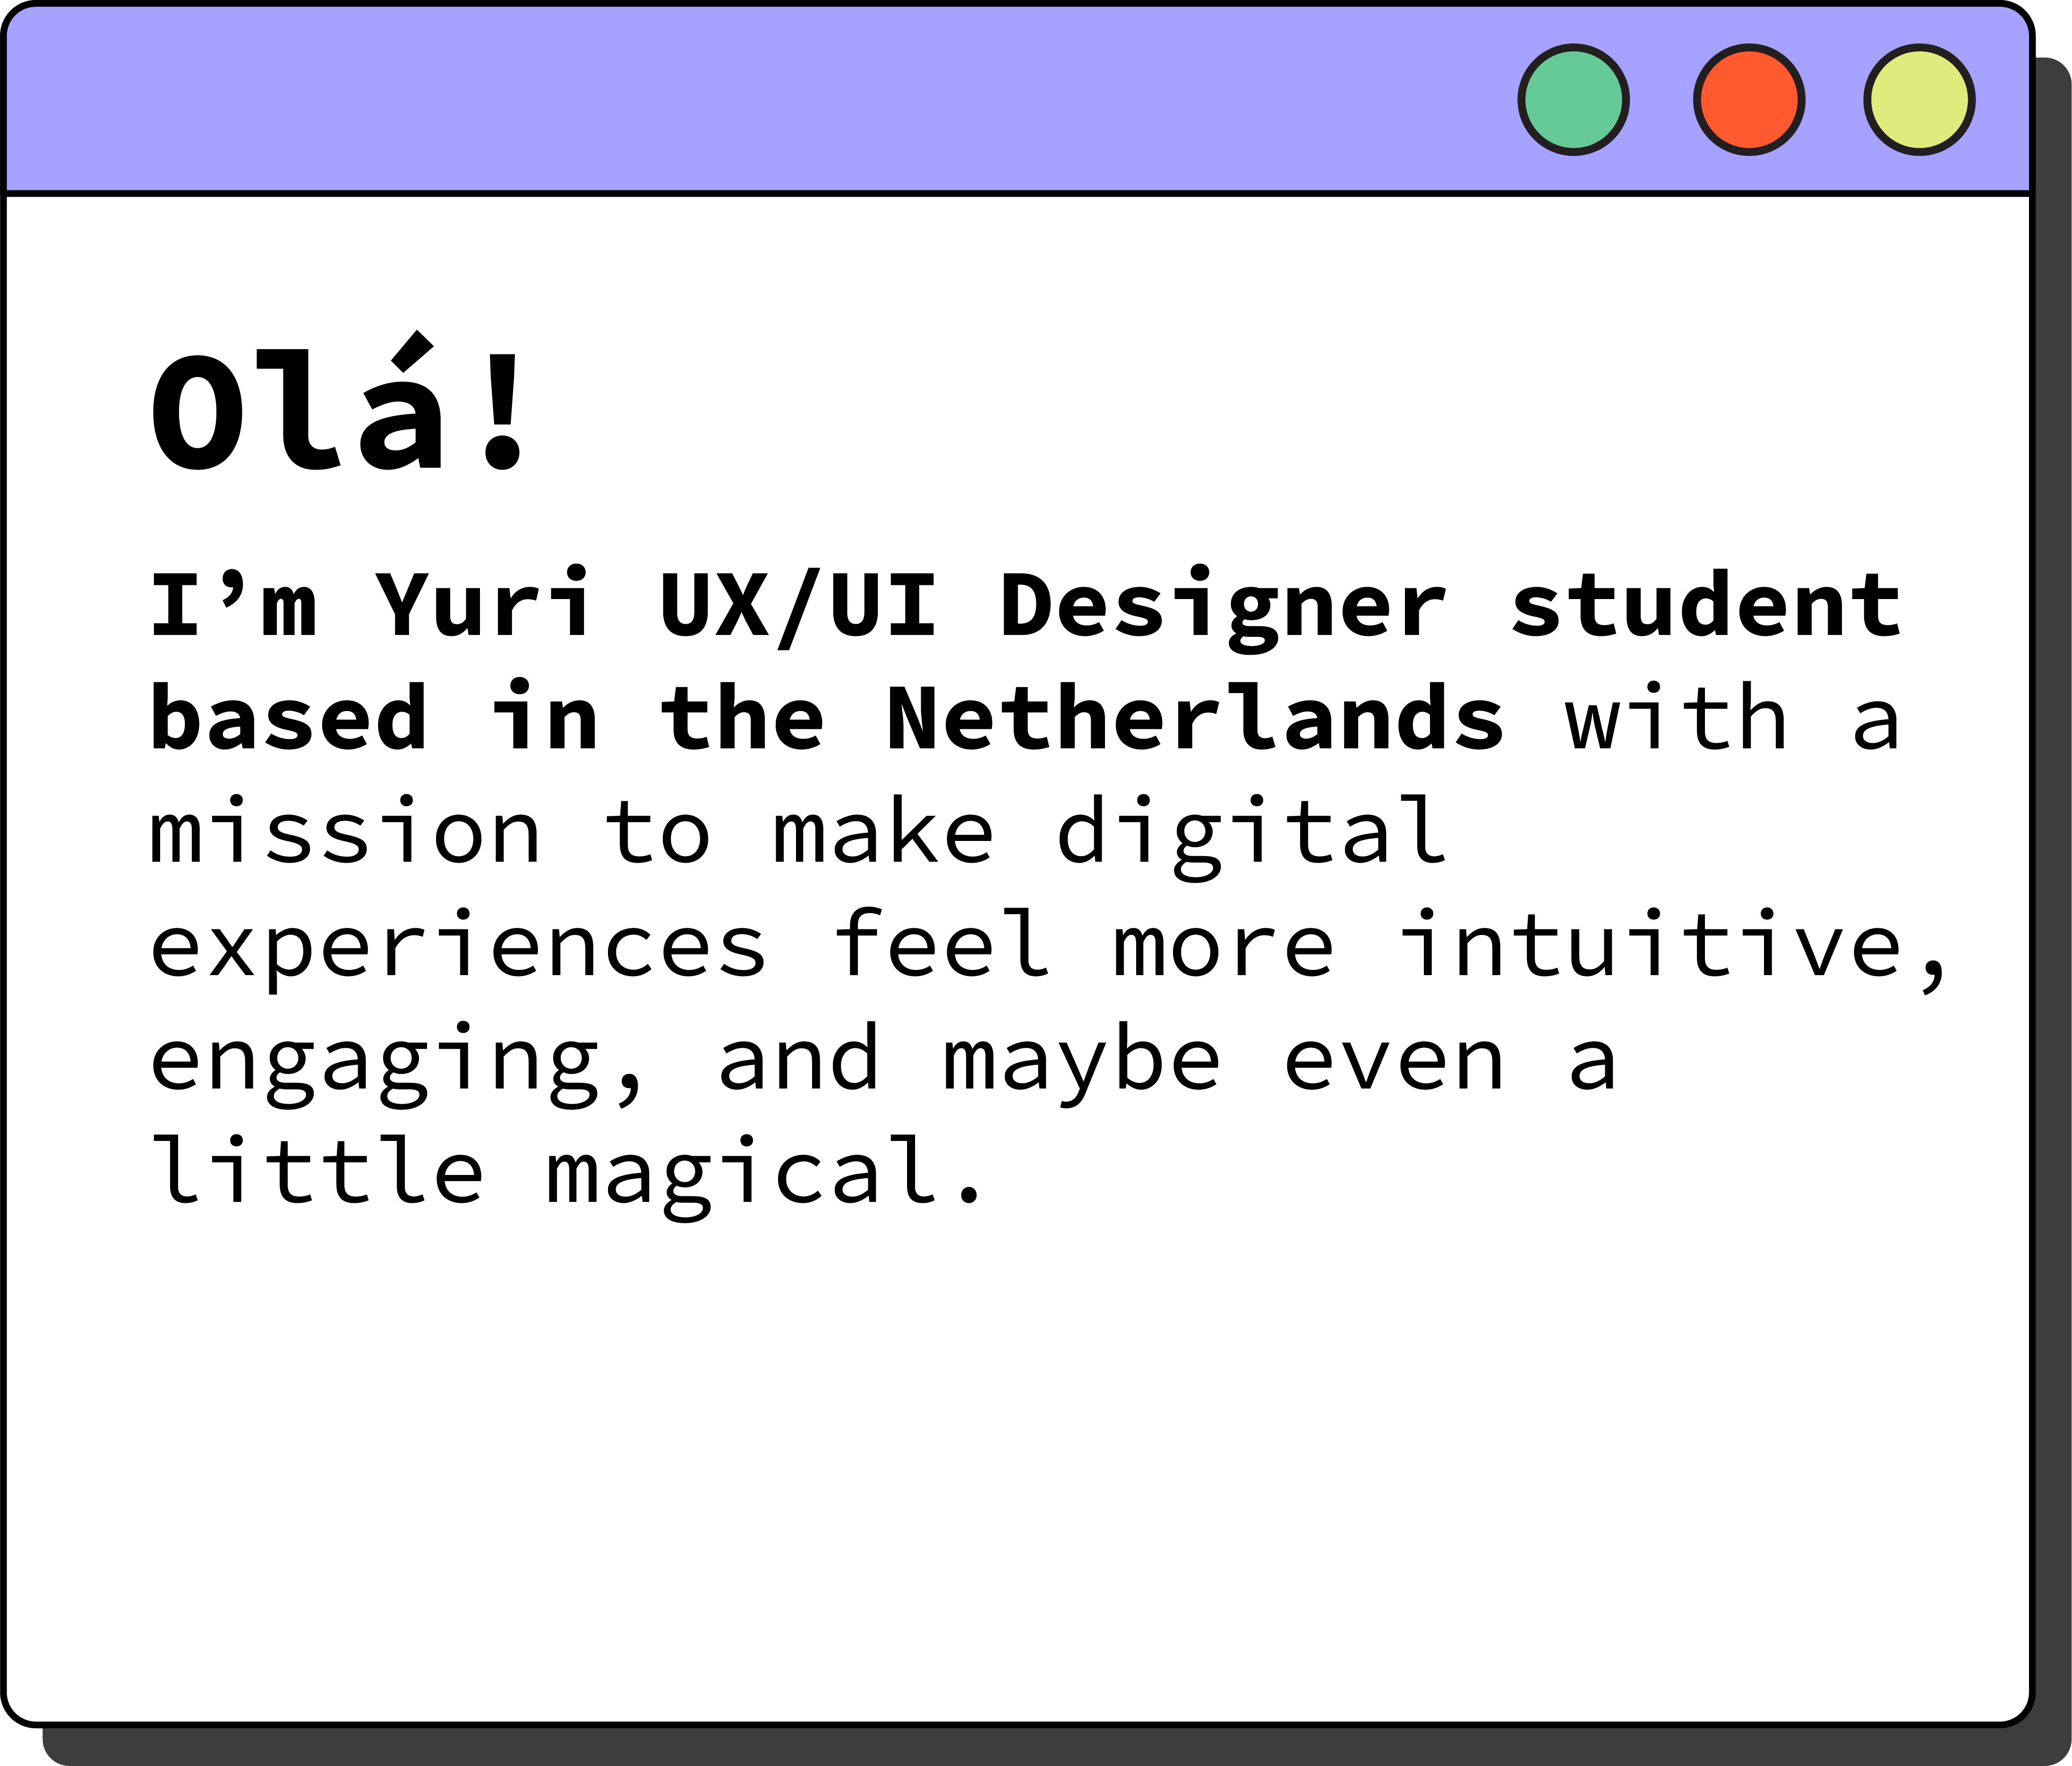 Olá!
I’m Yuri UX/UI Designer student
based in the Netherlands with a
mission to make digital
experiences feel more intuitive,
engaging, and maybe even a
little magical.